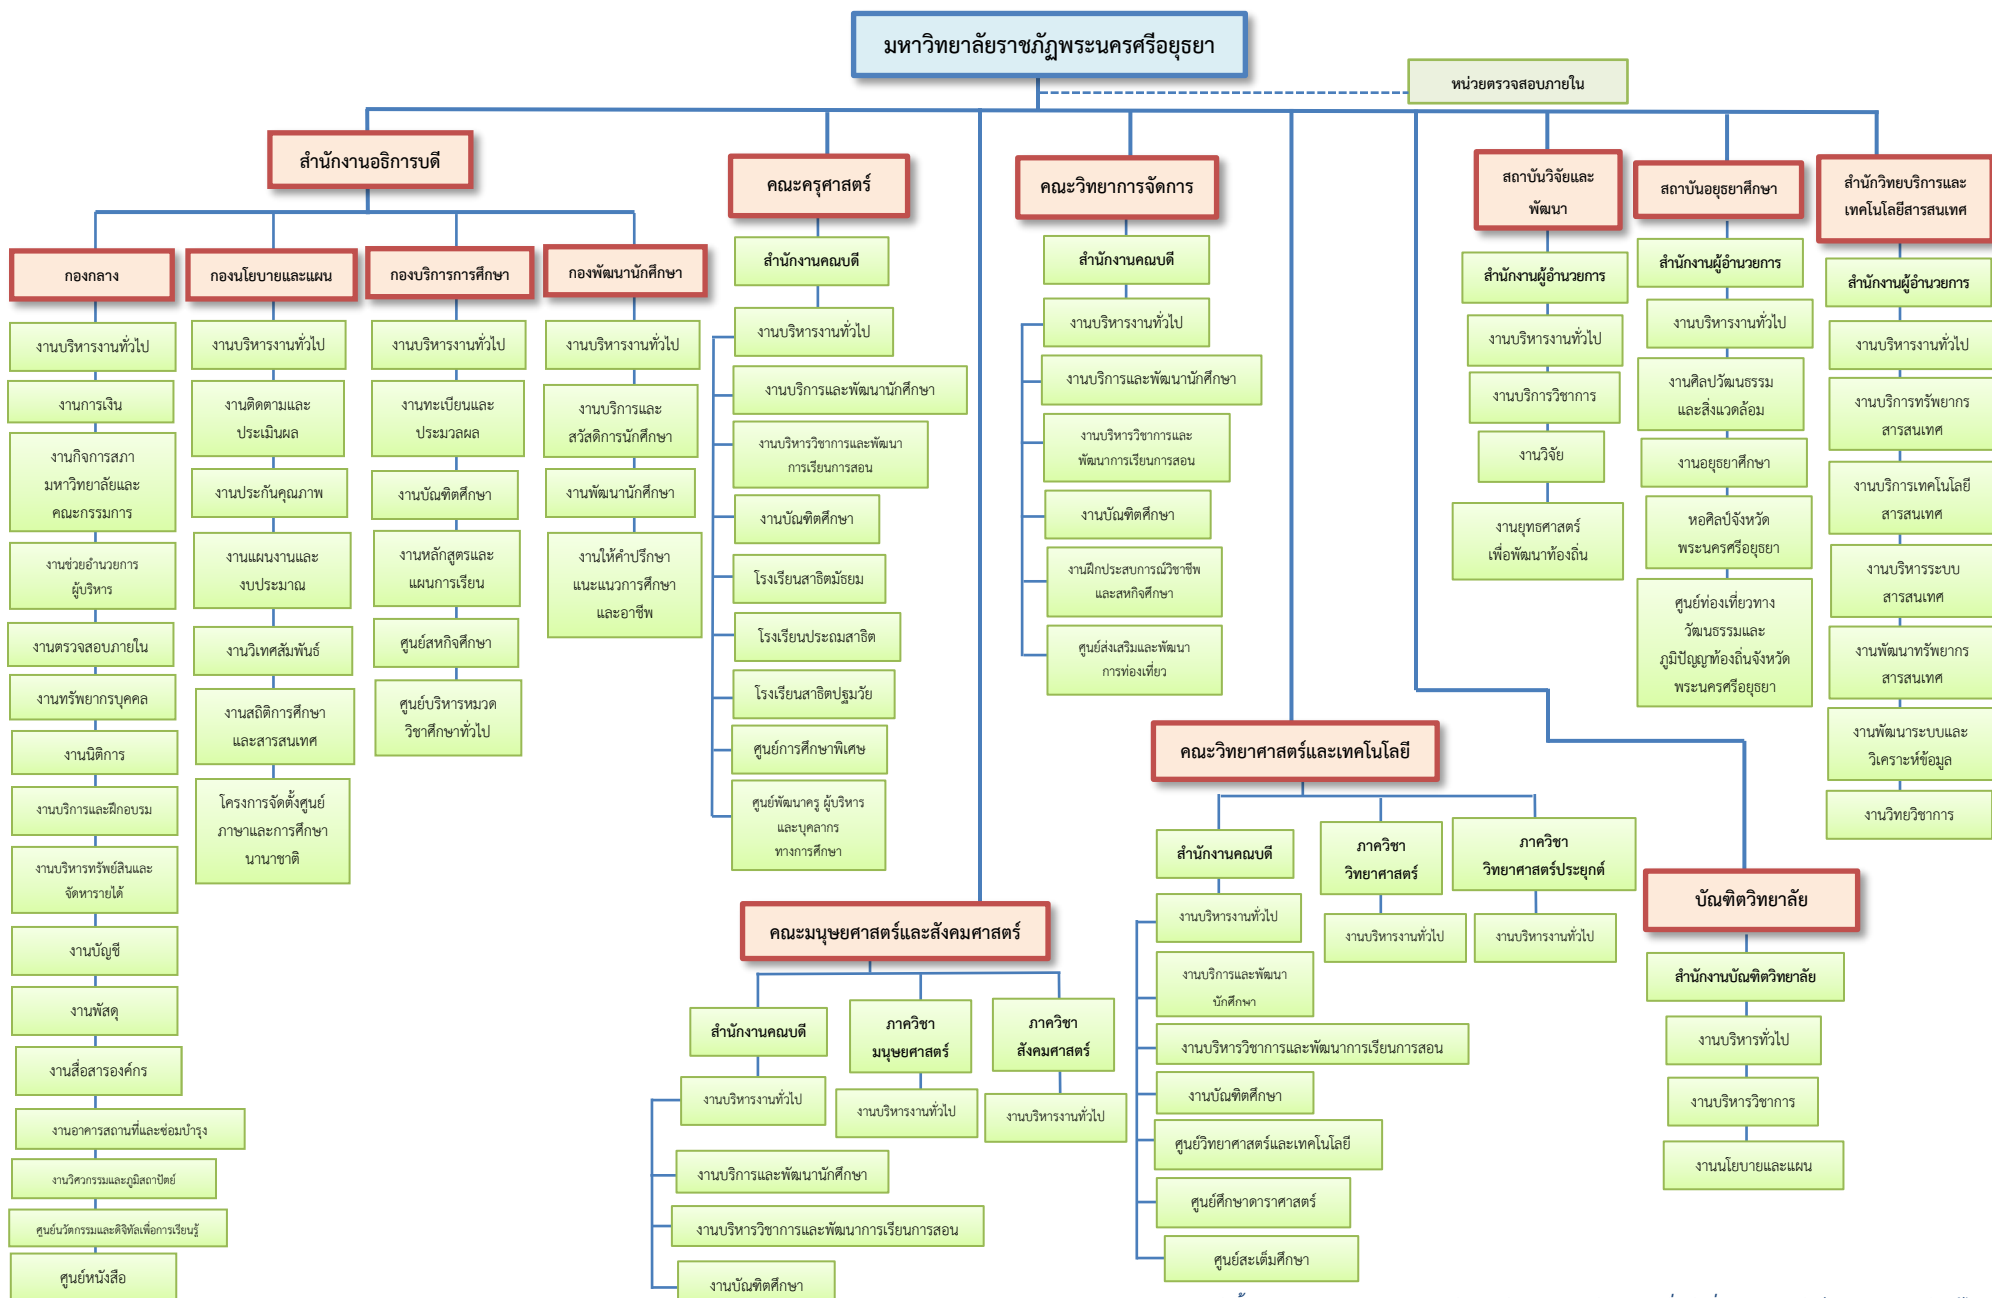 มหาวิทยาลัยราชภัฏพระนครศรีอยุธยา
หน่วยตรวจสอบภายใน
สำนักงานอธิการบดี
กองกลาง
งานบริหารงานทั่วไป
งานการเงิน
งานกิจการสภา
มหาวิทยาลัยและ
คณะกรรมการ
งานช่วยอำนวยการ
ผู้บริหาร
งานตรวจสอบภายใน
งานทรัพยากรบุคคล
งานนิติการ
งานบริการและฝึกอบรม
งานบริหารทรัพย์สินและ
จัดหารายได้
งานบัญชี
งานพัสดุ
งานสื่อสารองค์กร
งานอาคารสถานที่และซ่อมบำรุง
งานวิศวกรรมและภูมิสถาปัตย์
ศูนย์นวัตกรรมและดิจิทัลเพื่อการเรียนรู้
ศูนย์หนังสือ
กองนโยบายและแผน
งานบริหารงานทั่วไป
งานติดตามและ
ประเมินผล
งานประกันคุณภาพ
งานแผนงานและ
งบประมาณ
งานวิเทศสัมพันธ์
งานสถิติการศึกษา
และสารสนเทศ
โครงการจัดตั้งศูนย์
ภาษาและการศึกษา
นานาชาติ
กองบริการการศึกษา
งานบริหารงานทั่วไป
งานทะเบียนและ
ประมวลผล
งานบัณฑิตศึกษา
งานหลักสูตรและ
แผนการเรียน
ศูนย์สหกิจศึกษา
ศูนย์บริหารหมวด
วิชาศึกษาทั่วไป
กองพัฒนานักศึกษา
งานบริหารงานทั่วไป
งานบริการและ
สวัสดิการนักศึกษา
งานพัฒนานักศึกษา
งานให้คำปรึกษา
แนะแนวการศึกษา
และอาชีพ
คณะครุศาสตร์
สำนักงานคณบดี
งานบริหารงานทั่วไป
งานบริการและพัฒนานักศึกษา
งานบริหารวิชาการและพัฒนา
การเรียนการสอน
งานบัณฑิตศึกษา
โรงเรียนสาธิตมัธยม
โรงเรียนประถมสาธิต
โรงเรียนสาธิตปฐมวัย
ศูนย์การศึกษาพิเศษ
ศูนย์พัฒนาครู ผู้บริหาร
และบุคลากร
ทางการศึกษา
คณะมนุษยศาสตร์และสังคมศาสตร์
สำนักงานคณบดี
งานบริหารงานทั่วไป
งานบริการและพัฒนานักศึกษา
งานบริหารวิชาการและพัฒนาการเรียนการสอน
งานบัณฑิตศึกษา
ภาควิชา
มนุษยศาสตร์
งานบริหารงานทั่วไป
ภาควิชา
สังคมศาสตร์
งานบริหารงานทั่วไป
คณะวิทยาการจัดการ
สำนักงานคณบดี
งานบริหารงานทั่วไป
งานบริการและพัฒนานักศึกษา
งานบริหารวิชาการและ
พัฒนาการเรียนการสอน
งานบัณฑิตศึกษา
งานฝึกประสบการณ์วิชาชีพ
และสหกิจศึกษา
ศูนย์ส่งเสริมและพัฒนา
การท่องเที่ยว
คณะวิทยาศาสตร์และเทคโนโลยี
สำนักงานคณบดี
งานบริหารงานทั่วไป
งานบริการและพัฒนา
นักศึกษา
งานบริหารวิชาการและพัฒนาการเรียนการสอน
งานบัณฑิตศึกษา
ศูนย์วิทยาศาสตร์และเทคโนโลยี
ศูนย์ศึกษาดาราศาสตร์
ศูนย์สะเต็มศึกษา
ภาควิชา
วิทยาศาสตร์
งานบริหารงานทั่วไป
ภาควิชา
วิทยาศาสตร์ประยุกต์
งานบริหารงานทั่วไป
บัณฑิตวิทยาลัย
สำนักงานบัณฑิตวิทยาลัย
งานบริหารทั่วไป
งานบริหารวิชาการ
งานนโยบายและแผน
สถาบันวิจัยและ
พัฒนา
สำนักงานผู้อำนวยการ
งานบริหารงานทั่วไป
งานบริการวิชาการ
งานวิจัย
งานยุทธศาสตร์
เพื่อพัฒนาท้องถิ่น
สถาบันอยุธยาศึกษา
สำนักงานผู้อำนวยการ
งานบริหารงานทั่วไป
งานศิลปวัฒนธรรม
และสิ่งแวดล้อม
งานอยุธยาศึกษา
หอศิลป์จังหวัด
พระนครศรีอยุธยา
ศูนย์ท่องเที่ยวทาง
วัฒนธรรมและ
ภูมิปัญญาท้องถิ่นจังหวัด
พระนครศรีอยุธยา
สำนักวิทยบริการและ
เทคโนโลยีสารสนเทศ
สำนักงานผู้อำนวยการ
งานบริหารงานทั่วไป
งานบริการทรัพยากร
สารสนเทศ
งานบริการเทคโนโลยี
สารสนเทศ
งานบริหารระบบ
สารสนเทศ
งานพัฒนาทรัพยากร
สารสนเทศ
งานพัฒนาระบบและ
วิเคราะห์ข้อมูล
งานวิทยวิชาการ